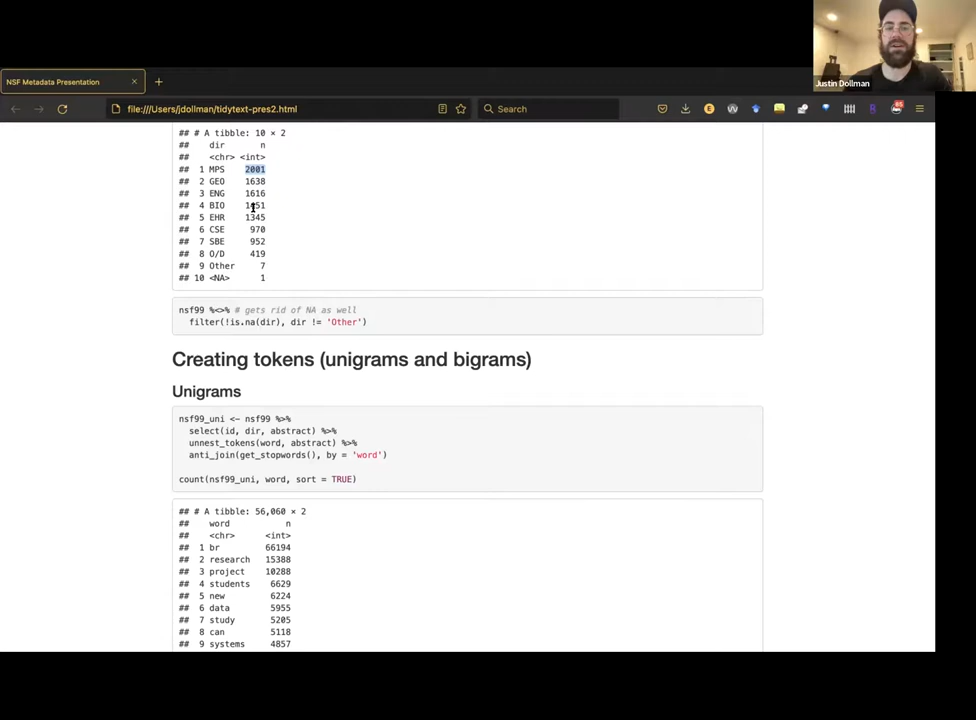 Justin Dollman
NSF Metadata Presentation
file:///Users/jdollman/tidytext-pres2.html
Search
## # A tibble: 10 × 2
##    dir       n
##    <chr> <int>
##  1 MPS    2001
##  2 GEO    1638
##  3 ENG    1616
##  4 BIO    1451
##  5 EHR    1345
##  6 CSE     970
##  7 SBE     952
##  8 O/D     419
##  9 Other     7
## 10 <NA>      1
nsf99 %<>% # gets rid of NA as well
  filter(!is.na(dir), dir != 'Other')
Creating tokens (unigrams and bigrams)
Unigrams
nsf99_uni <- nsf99 %>%
  select(id, dir, abstract) %>%
  unnest_tokens(word, abstract) %>%
  anti_join(get_stopwords(), by = 'word')
count(nsf99_uni, word, sort = TRUE)
## # A tibble: 56,060 × 2
##    word         n
##    <chr>    <int>
##  1 br       66194
##  2 research 15388
##  3 project  10288
##  4 students  6629
##  5 new       6224
##  6 data      5955
##  7 study     5205
##  8 can       5118
##  9 systems   4857